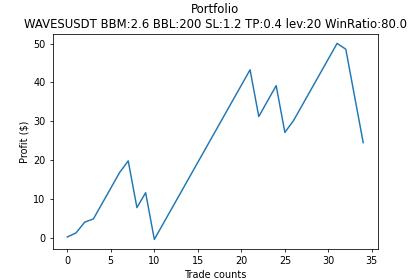 Portfolio
WAVESUSDT BBM:2.6 BBL:200 SL:1.2 TP:0.4 lev:20 WinRatio:80.0
50
40
30
20
10
0
Profit ($)
0 5 10 15 20 25 30 35
Trade counts